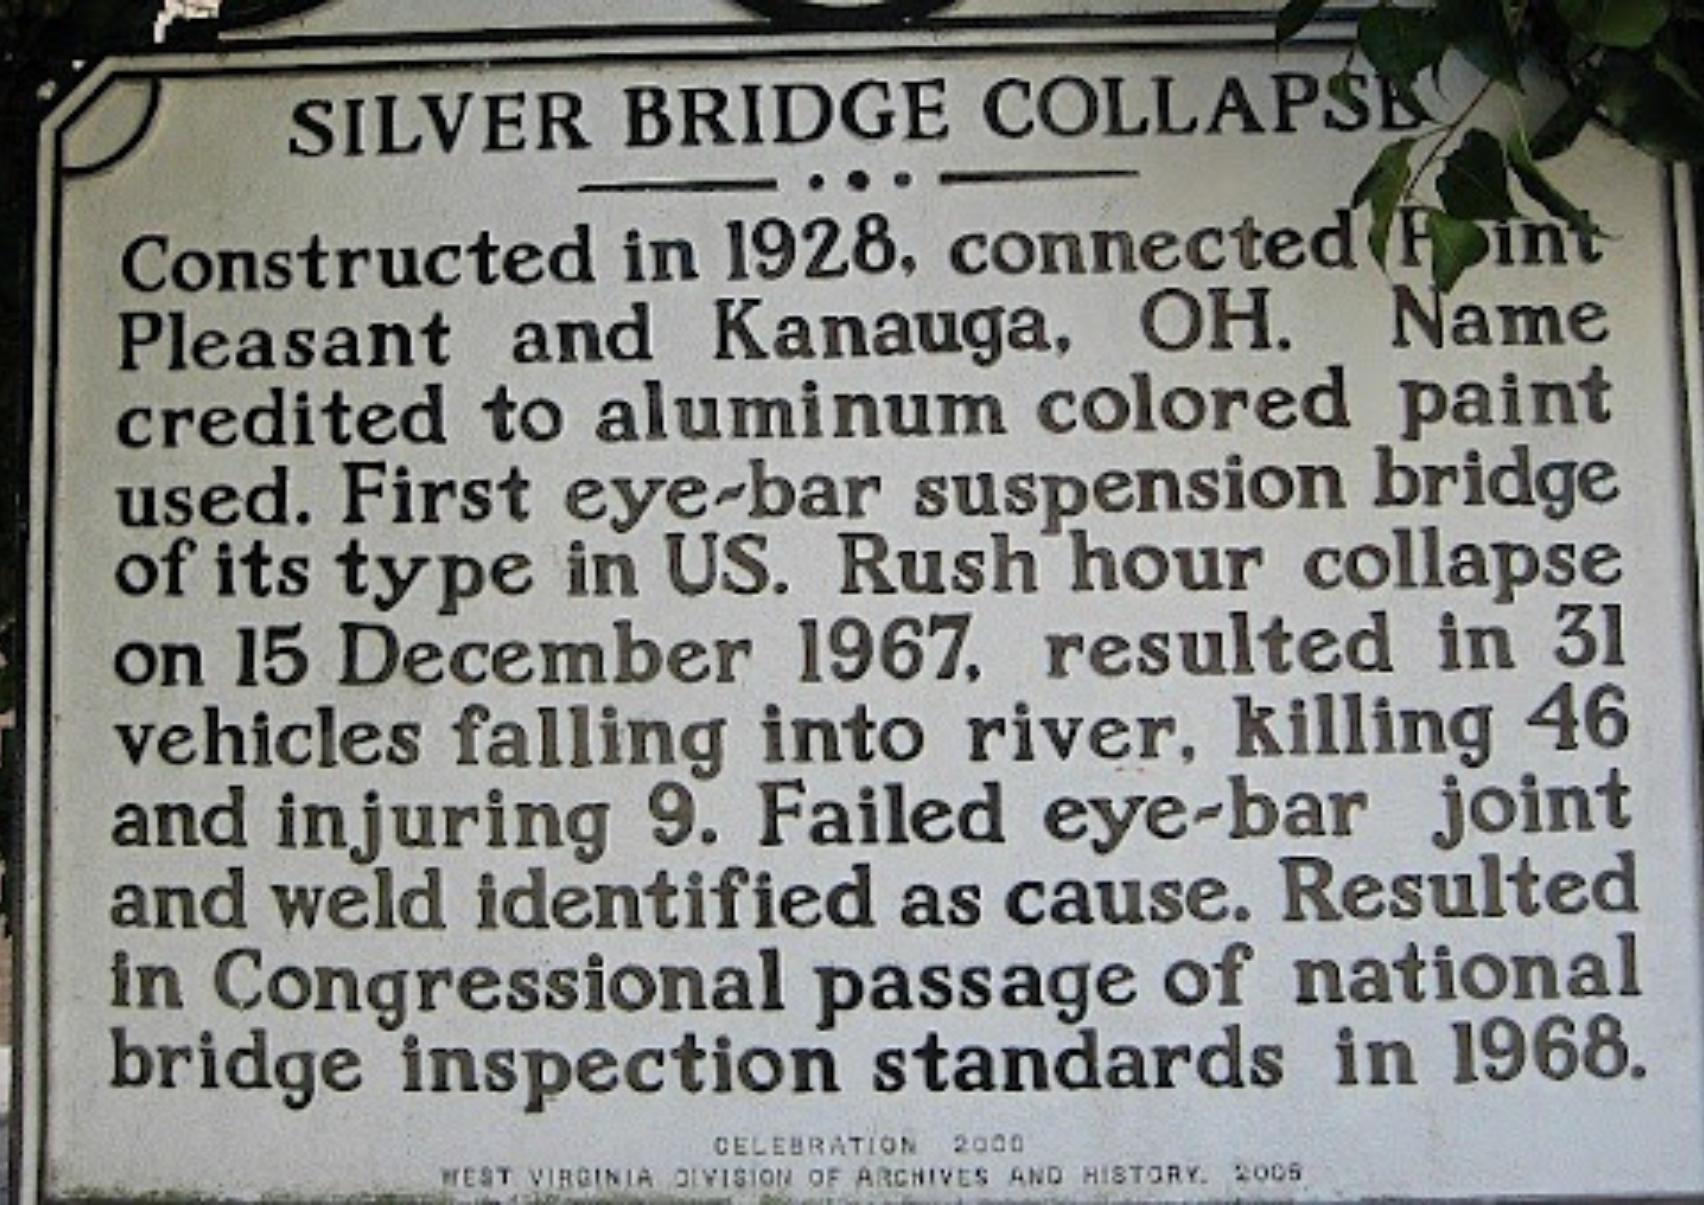 SILVER BRIDGE COLLAPSE
Constructed in 1928, connected Point
Pleasant and Kanauga, OH. Name
credited to aluminum colored paint
used. First eye-bar suspension bridge
of its type in US. Rush hour collapse
on 15 December 1967, resulted in 31
vehicles falling into river, killing 46
and injuring 9. Failed eye-bar joint
and weld identified as cause. Resulted
in Congressional passage of national
bridge inspection standards in 1968.
CELEBRATION 2000
WEST VIRGINIA DIVISION OF ARCHIVES AND HISTORY,